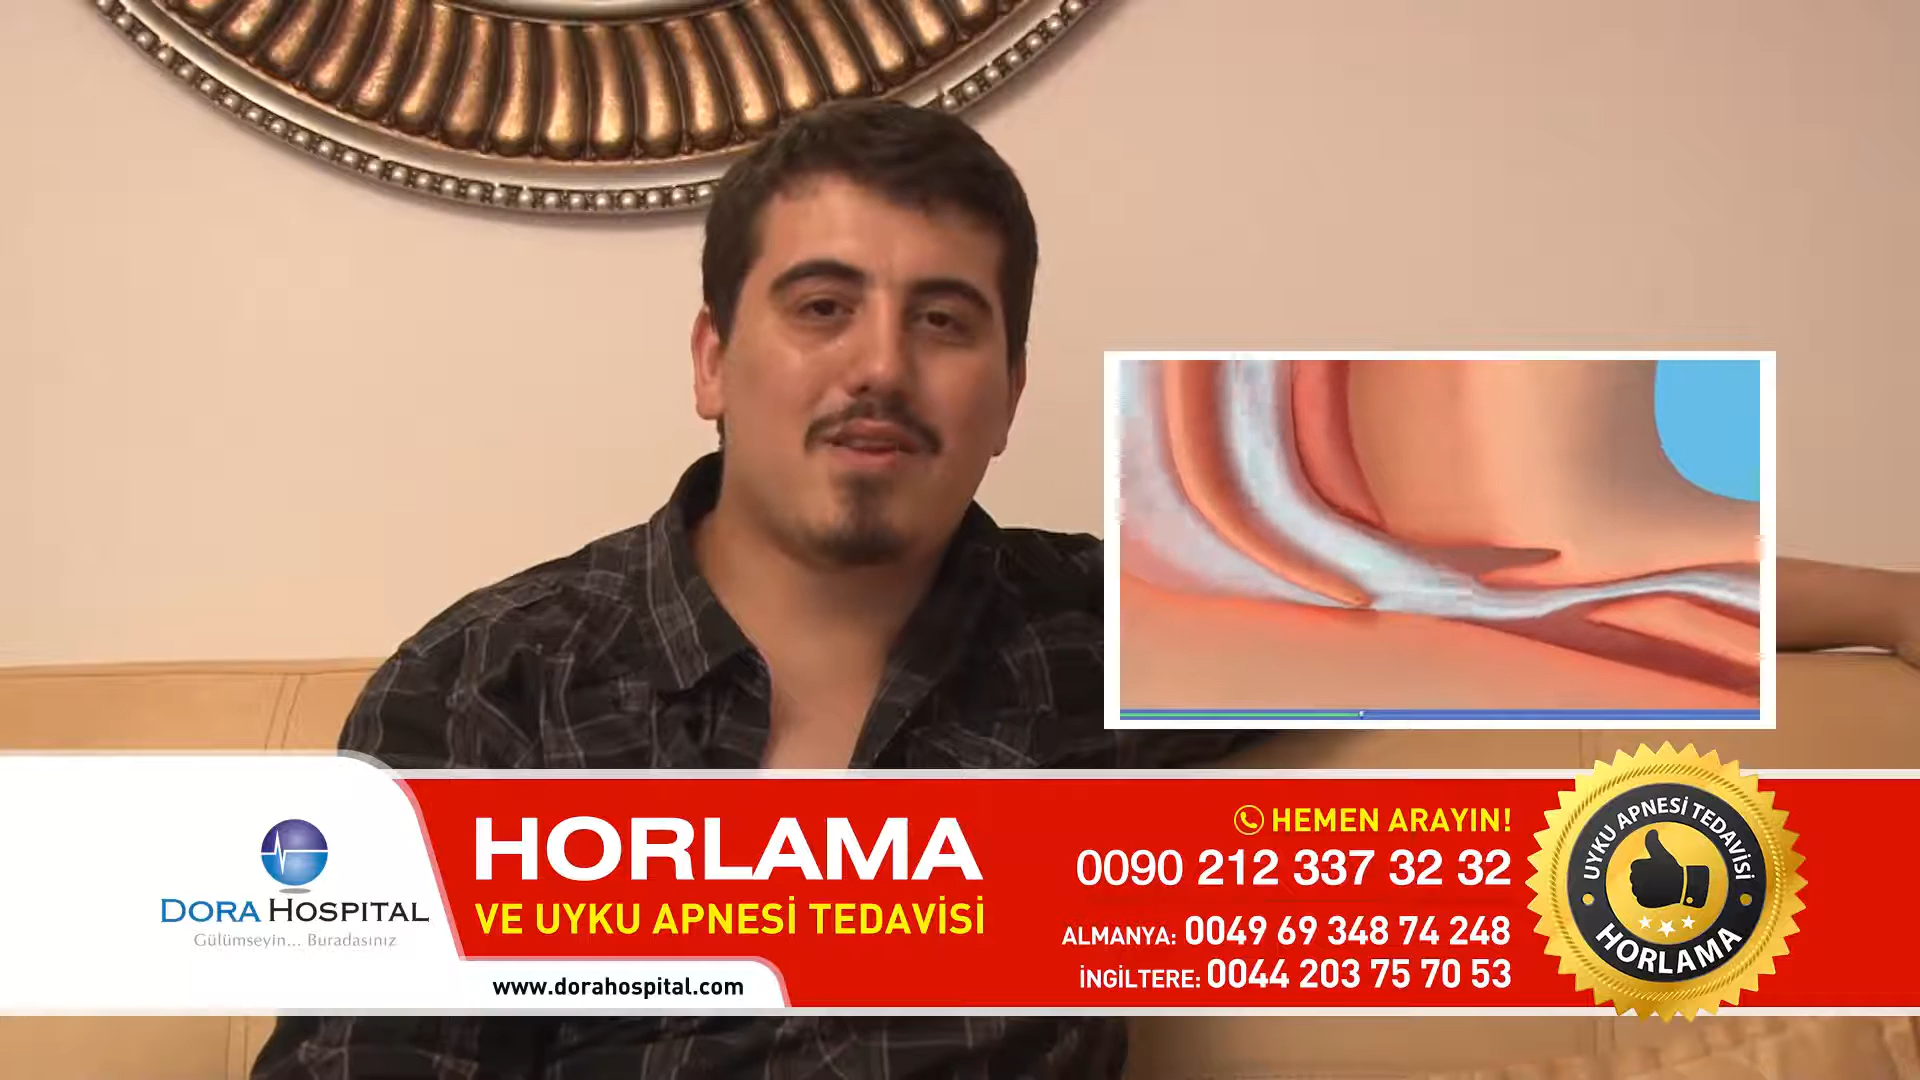 DORA HOSPITAL
Gülümseyin... Buradasınız
HORLAMA
VE UYKU APNESİ TEDAVİSİ
www.dorahospital.com
HEMEN ARAYIN!
0090 212 337 32 32
ALMANYA: 0049 69 348 74 248
İNGİLTERE: 0044 203 75 70 53
UYKU APNESİ TEDAVİSİ
HORLAMA